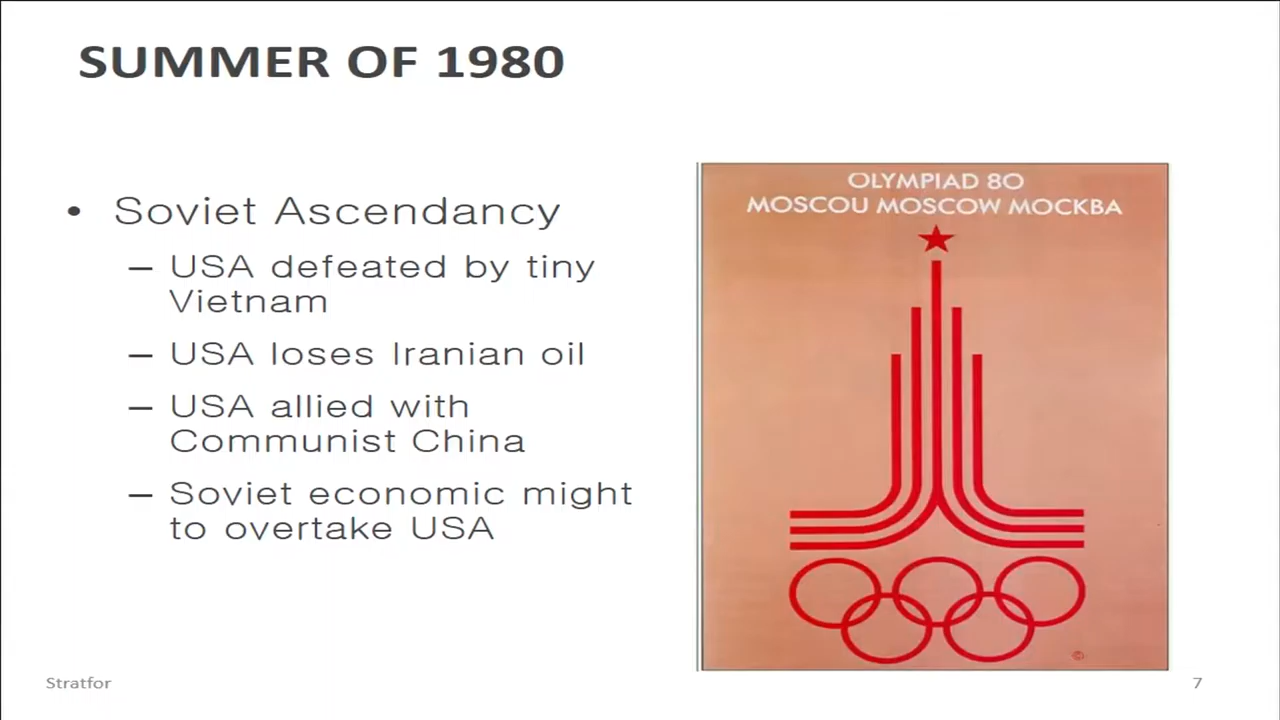 SUMMER OF 1980
• Soviet Ascendancy
– USA defeated by tiny
Vietnam
– USA loses Iranian oil
– USA allied with
Communist China
– Soviet economic might
to overtake USA
OLYMPIAD 80
MOSCOU MOSCOW МОСКВА
Stratfor
7